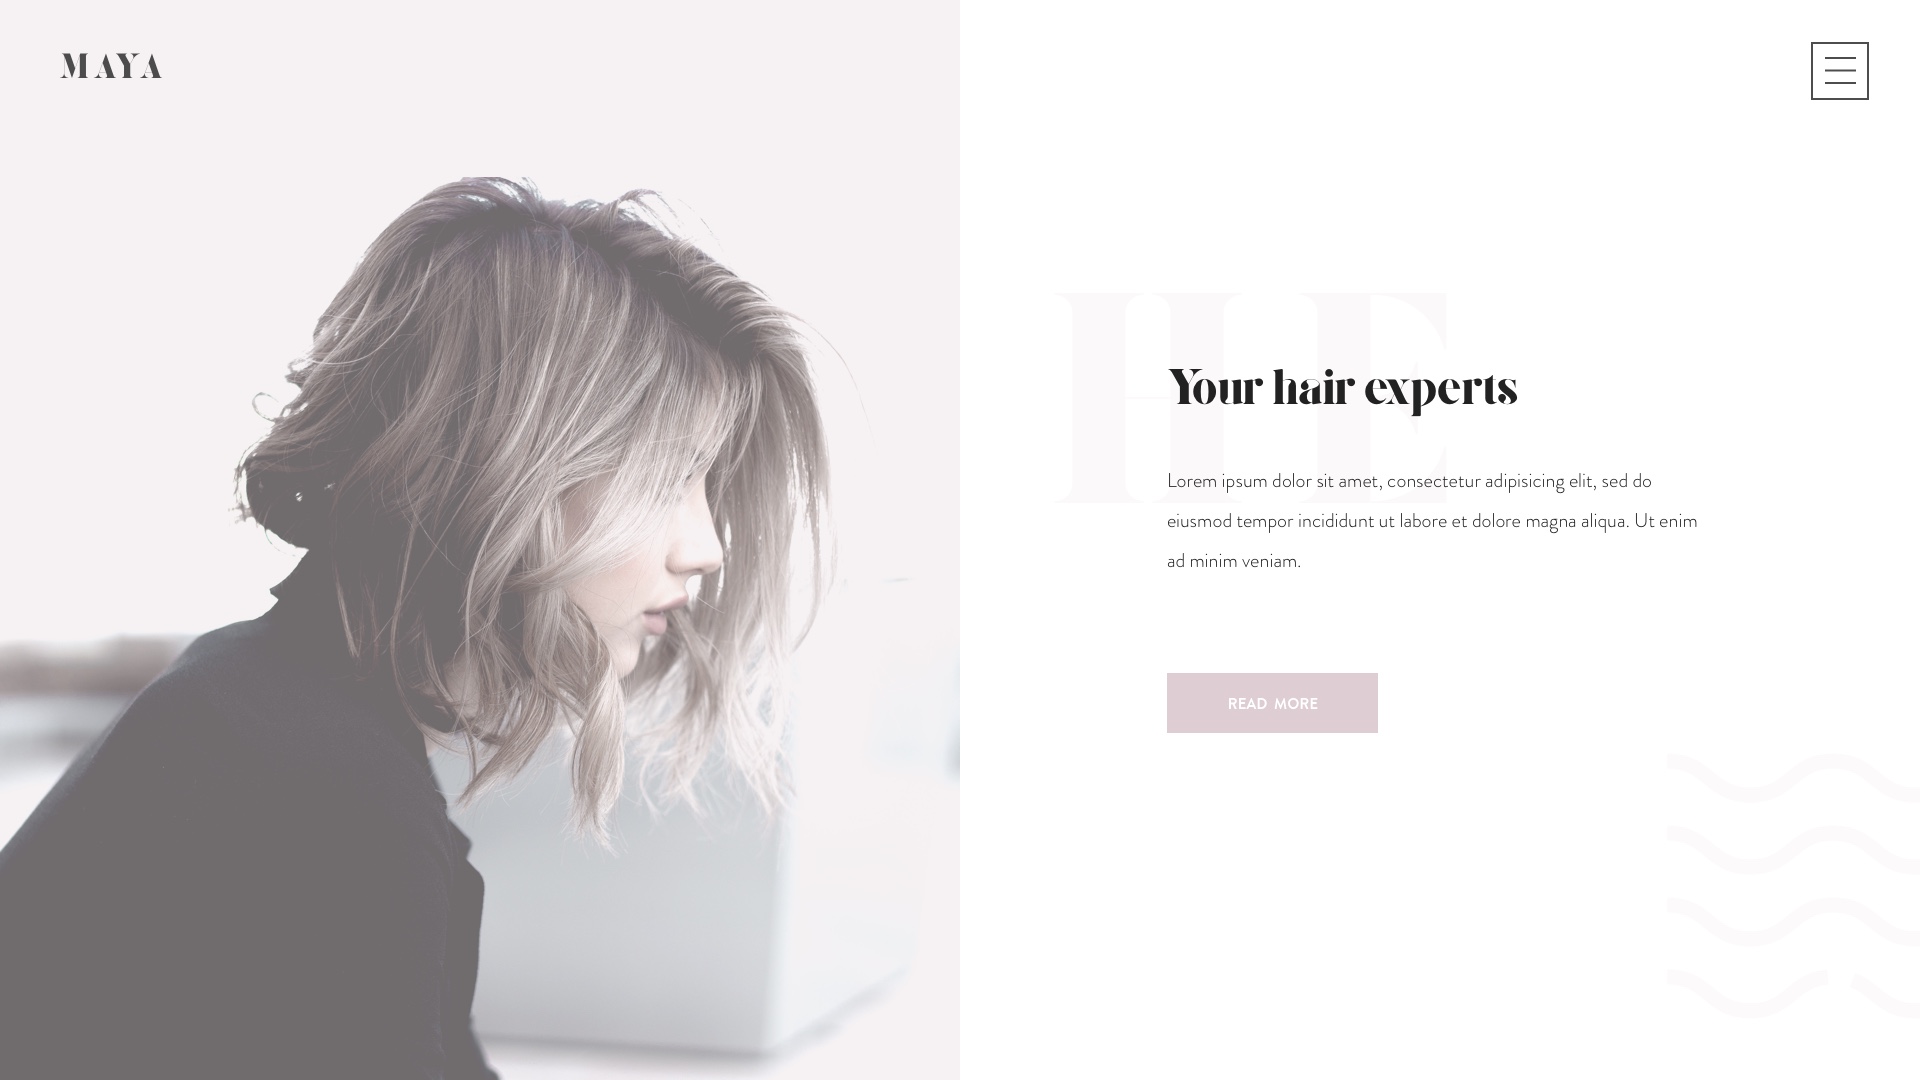 MAYA
HE
Your hair experts
Lorem ipsum dolor sit amet, consectetur adipisicing elit, sed do
eiusmod tempor incididunt ut labore et dolore magna aliqua. Ut enim
ad minim veniam.
READ MORE